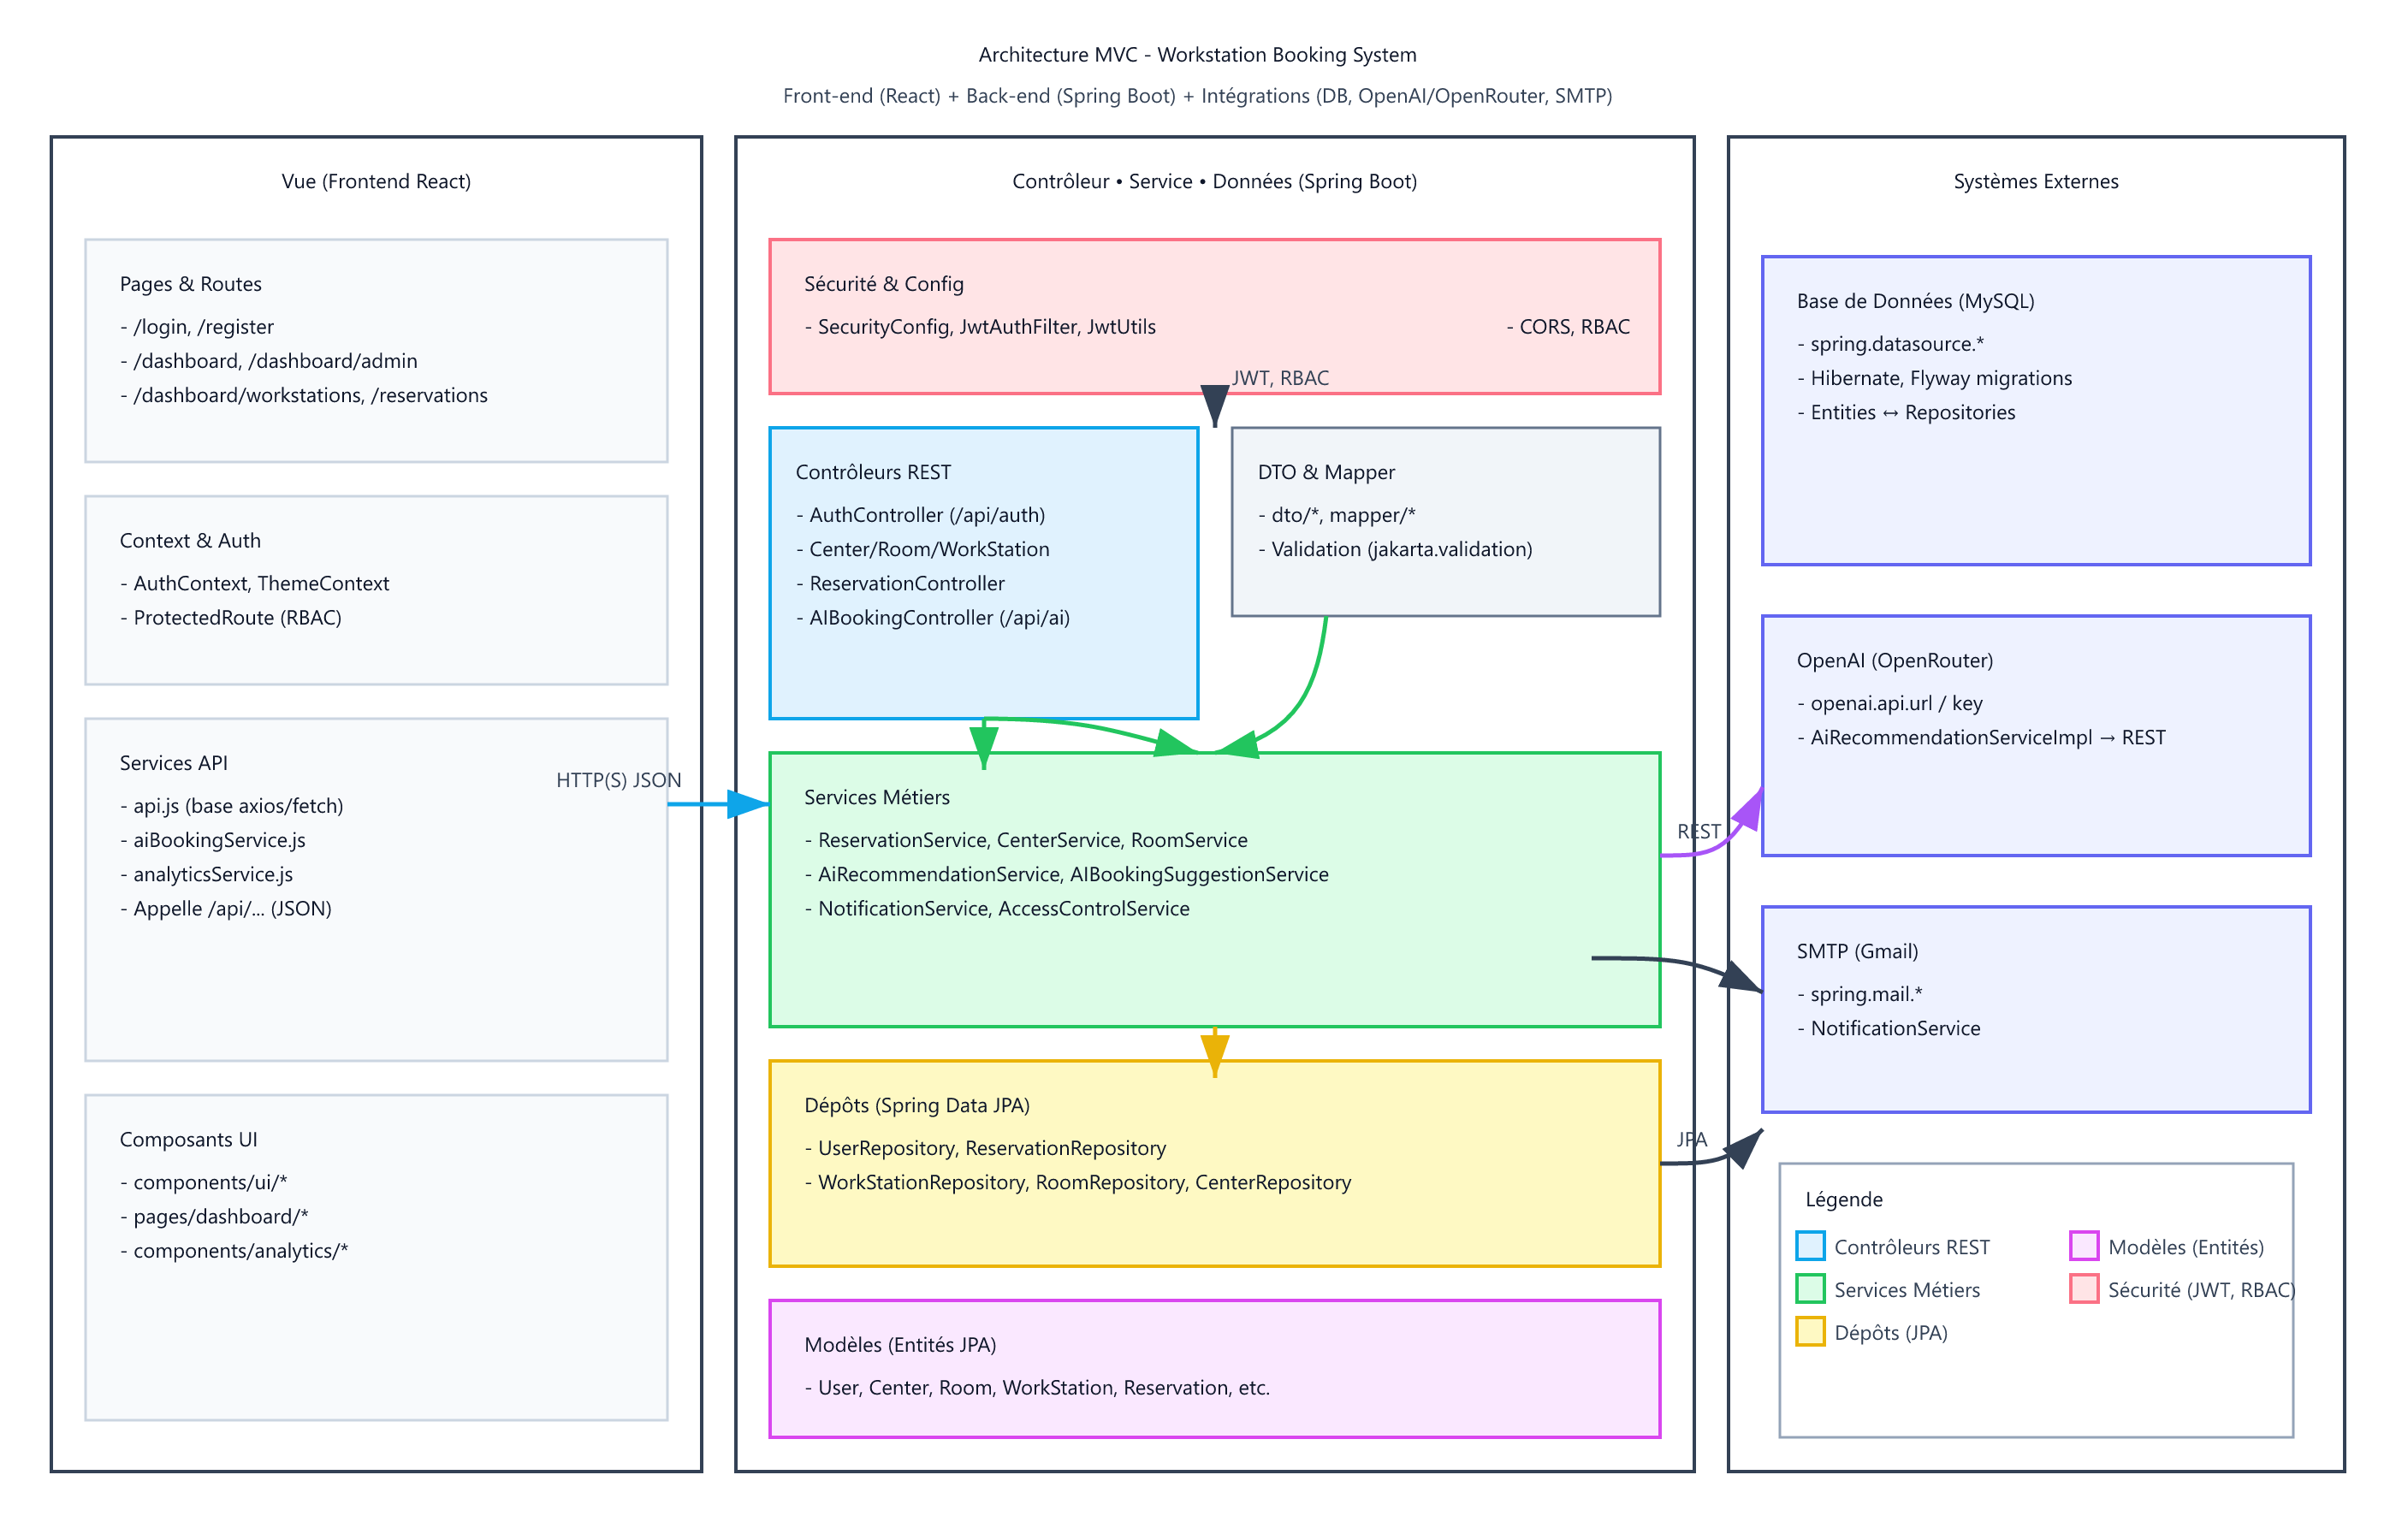 Architecture MVC - Workstation Booking System
Front-end (React) + Back-end (Spring Boot) + Intégrations (DB, OpenAI/OpenRouter, SMTP)
Vue (Frontend React)
Pages & Routes
- /login, /register
- /dashboard, /dashboard/admin
- /dashboard/workstations, /reservations
Context & Auth
- AuthContext, ThemeContext
- ProtectedRoute (RBAC)
Services API
HTTP(S) JSON
- api.js (base axios/fetch)
- aiBookingService.js
- analyticsService.js
- Appelle /api/... (JSON)
Composants UI
- components/ui/*
- pages/dashboard/*
- components/analytics/*
Contrôleur • Service • Données (Spring Boot)
Sécurité & Config
- SecurityConfig, JwtAuthFilter, JwtUtils
- CORS, RBAC
JWT, RBAC
Contrôleurs REST
- AuthController (/api/auth)
- Center/Room/WorkStation
- ReservationController
- AIBookingController (/api/ai)
DTO & Mapper
- dto/*, mapper/*
- Validation (jakarta.validation)
Services Métiers
- ReservationService, CenterService, RoomService
- AiRecommendationService, AIBookingSuggestionService
- NotificationService, AccessControlService
REST
Dépôts (Spring Data JPA)
- UserRepository, ReservationRepository
- WorkStationRepository, RoomRepository, CenterRepository
JPA
Modèles (Entités JPA)
- User, Center, Room, WorkStation, Reservation, etc.
Systèmes Externes
Base de Données (MySQL)
- spring.datasource.*
- Hibernate, Flyway migrations
- Entities ↔ Repositories
OpenAI (OpenRouter)
- openai.api.url / key
- AiRecommendationServiceImpl → REST
SMTP (Gmail)
- spring.mail.*
- NotificationService
Légende
Contrôleurs REST
Modèles (Entités)
Services Métiers
Sécurité (JWT, RBAC)
Dépôts (JPA)